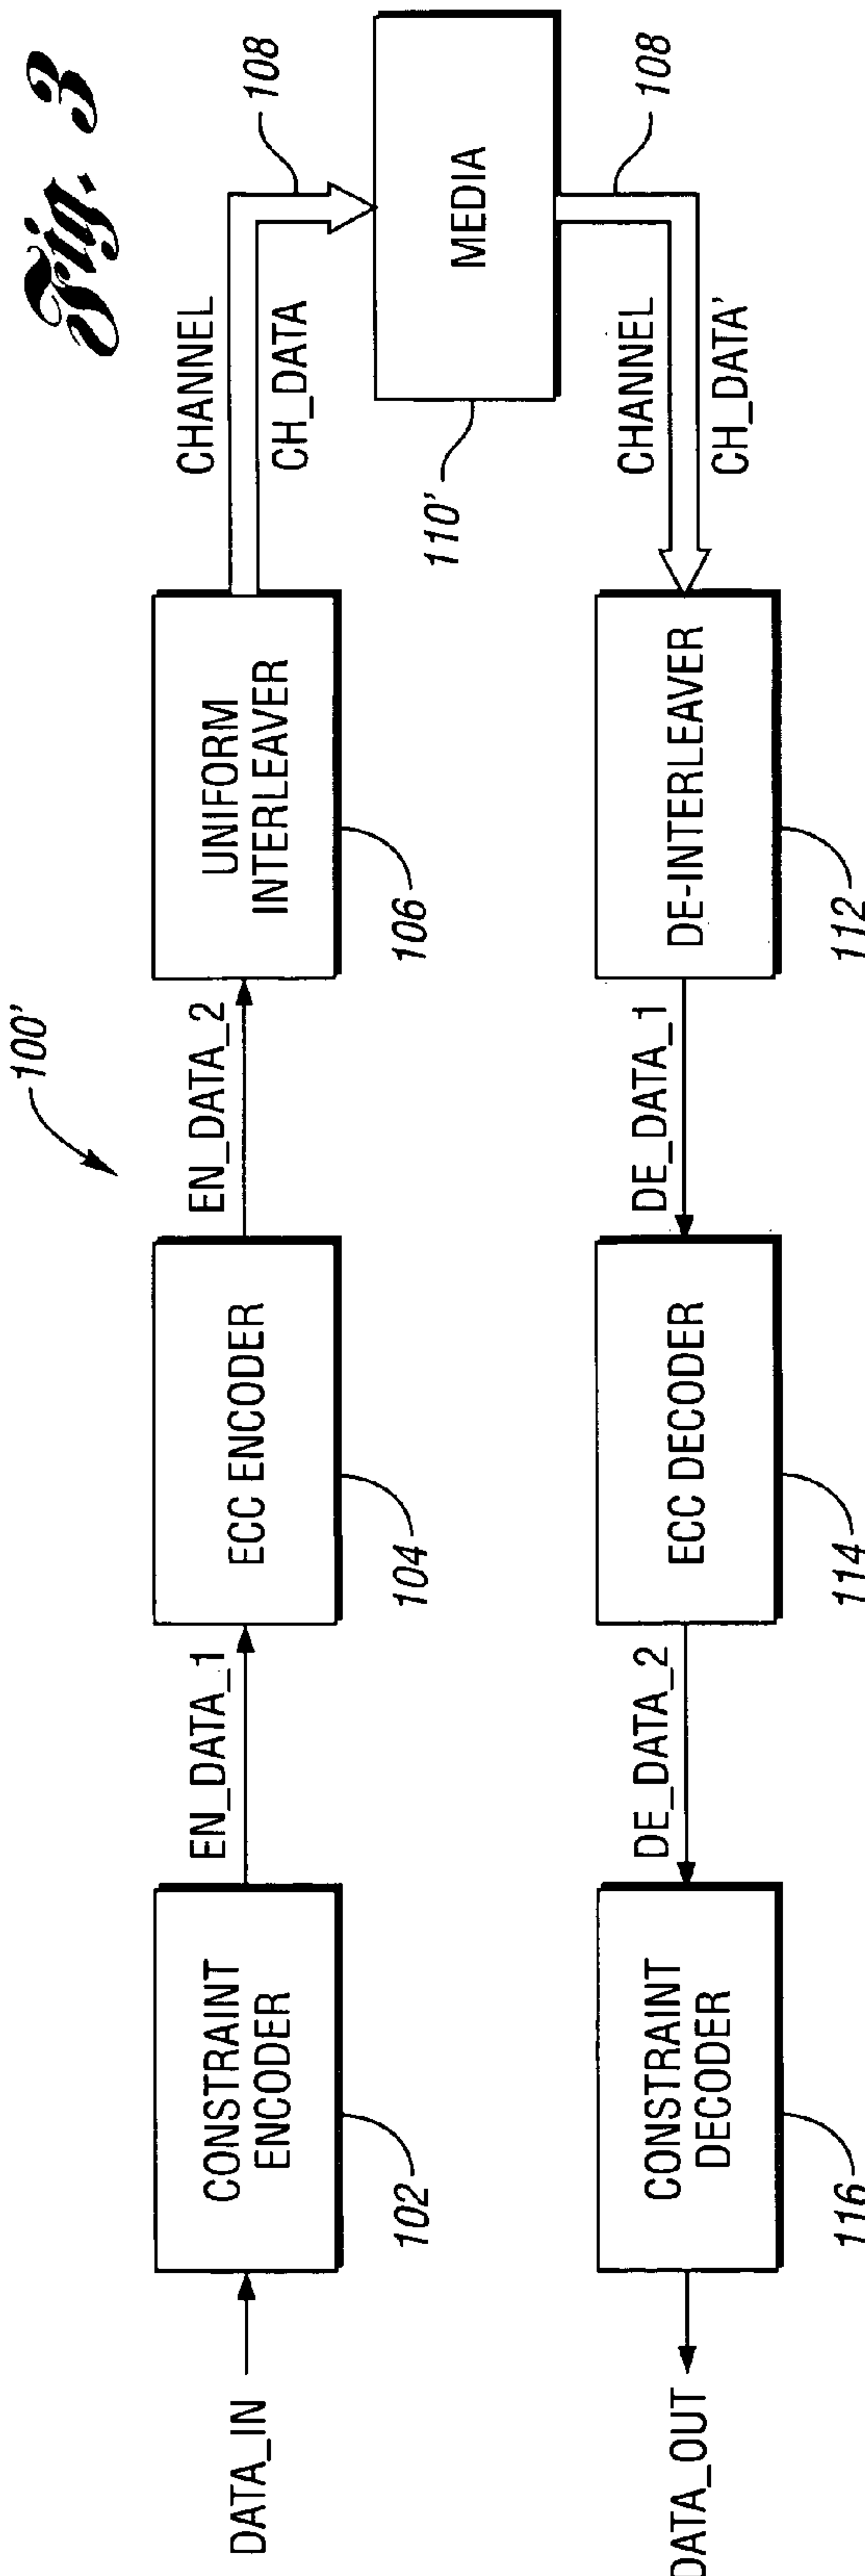 Fig. 3
100'
DATA_IN
CONSTRAINT
ENCODER
102
EN_DATA_1
ECC ENCODER
104
EN_DATA_2
UNIFORM
INTERLEAVER
106
CHANNEL
CH_DATA
108
MEDIA
110'
108
CHANNEL
CH_DATA'
DE-INTERLEAVER
112
DE_DATA_1
ECC DECODER
114
DE_DATA_2
CONSTRAINT
DECODER
116
DATA_OUT